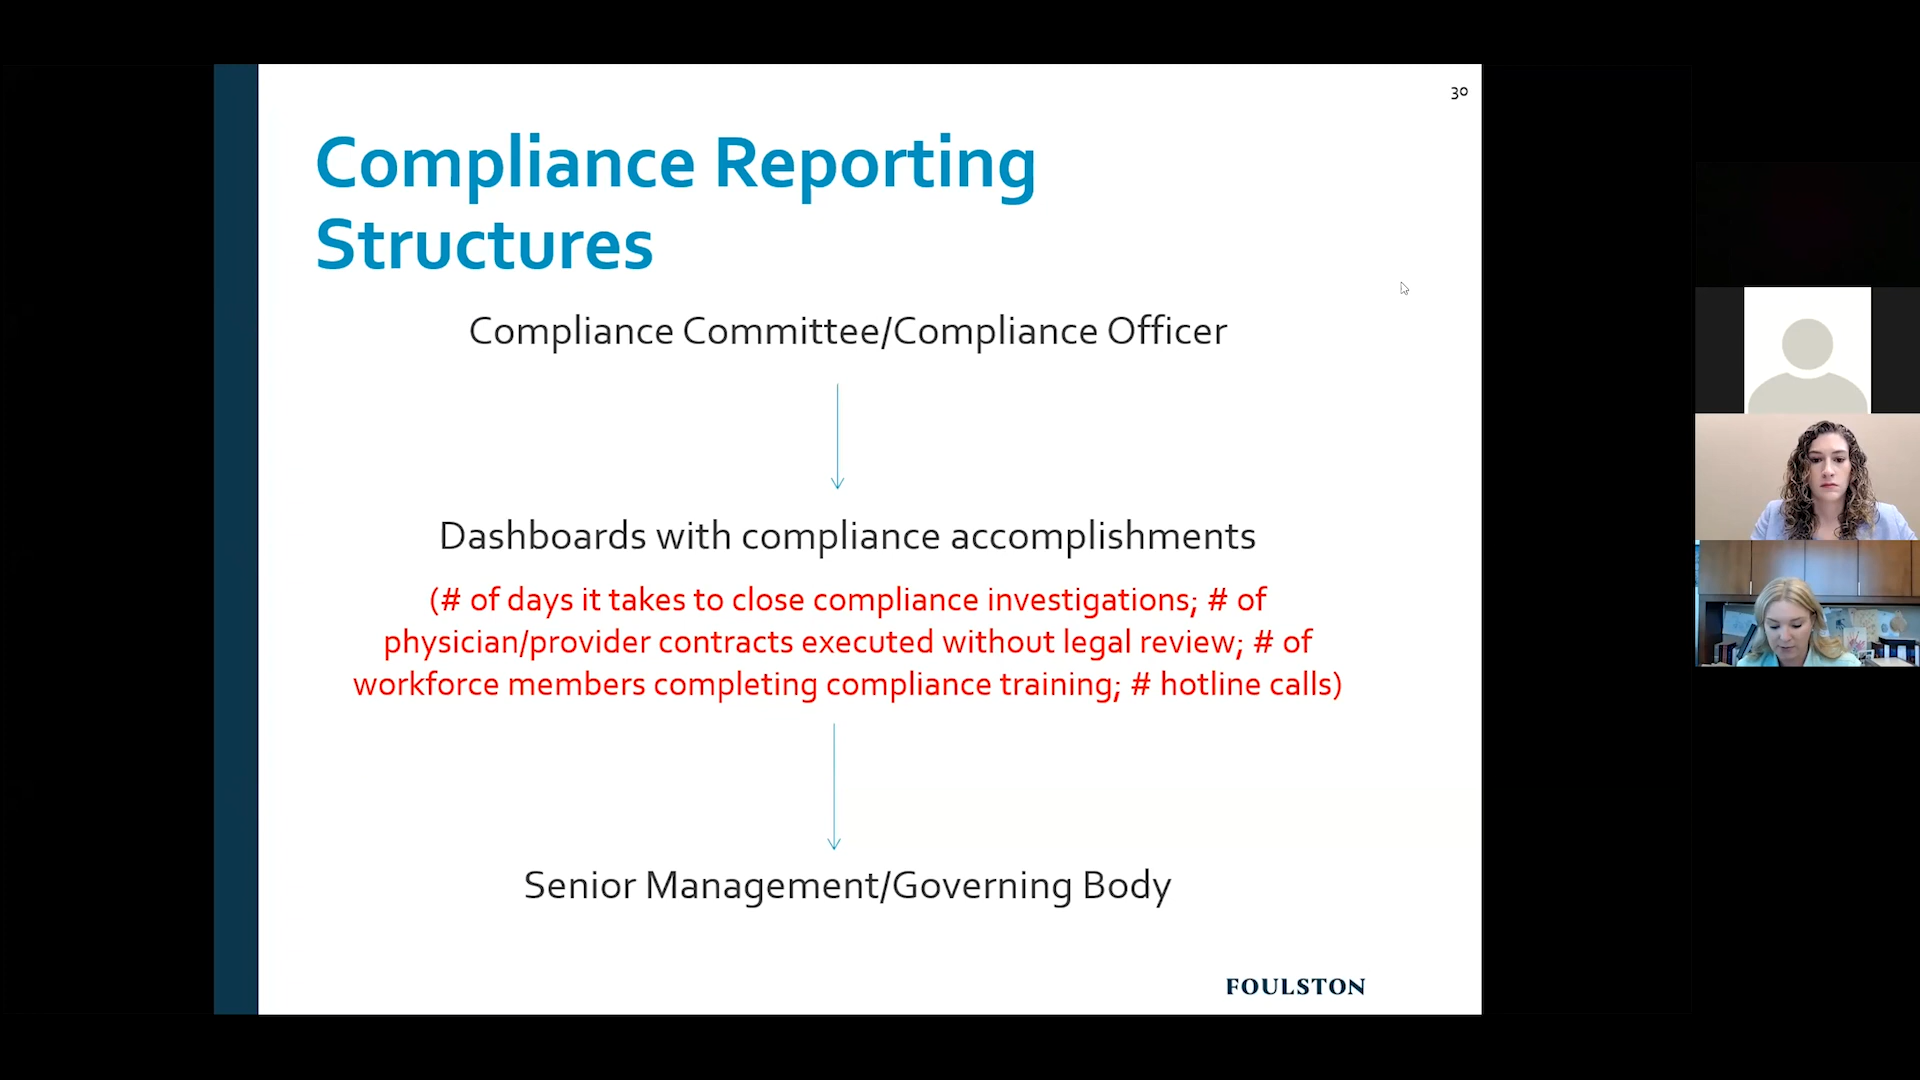 30
Compliance Reporting
Structures
Compliance Committee/Compliance Officer
Dashboards with compliance accomplishments
(# of days it takes to close compliance investigations; # of
physician/provider contracts executed without legal review; # of
workforce members completing compliance training; # hotline calls)
Senior Management/Governing Body
FOULSTON